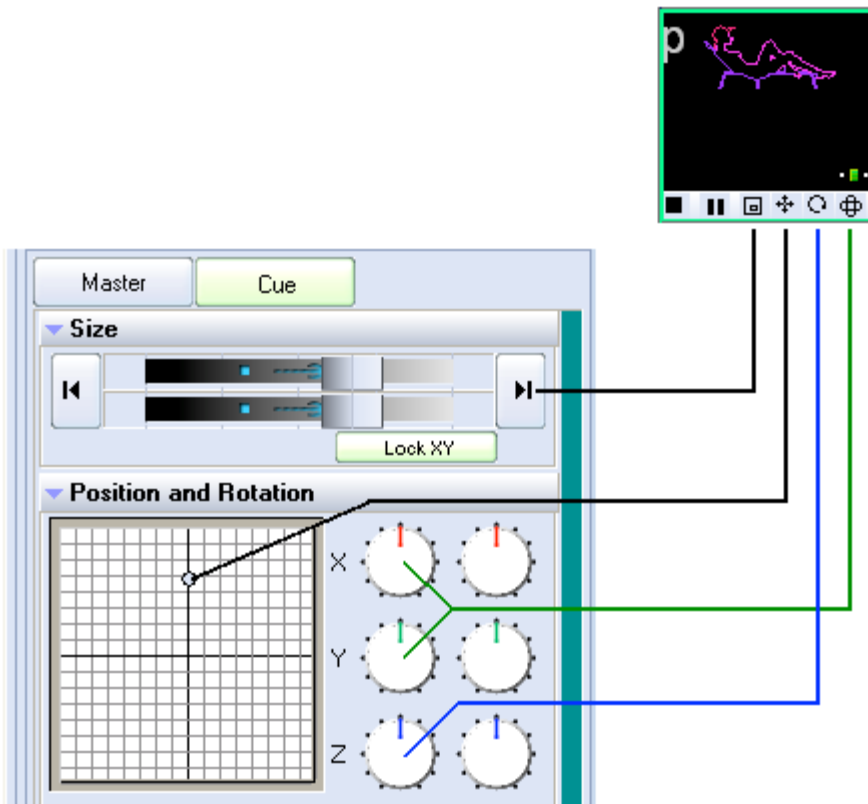 p
Master Cue
Size
Lock XY
Position and Rotation
X
Y
Z